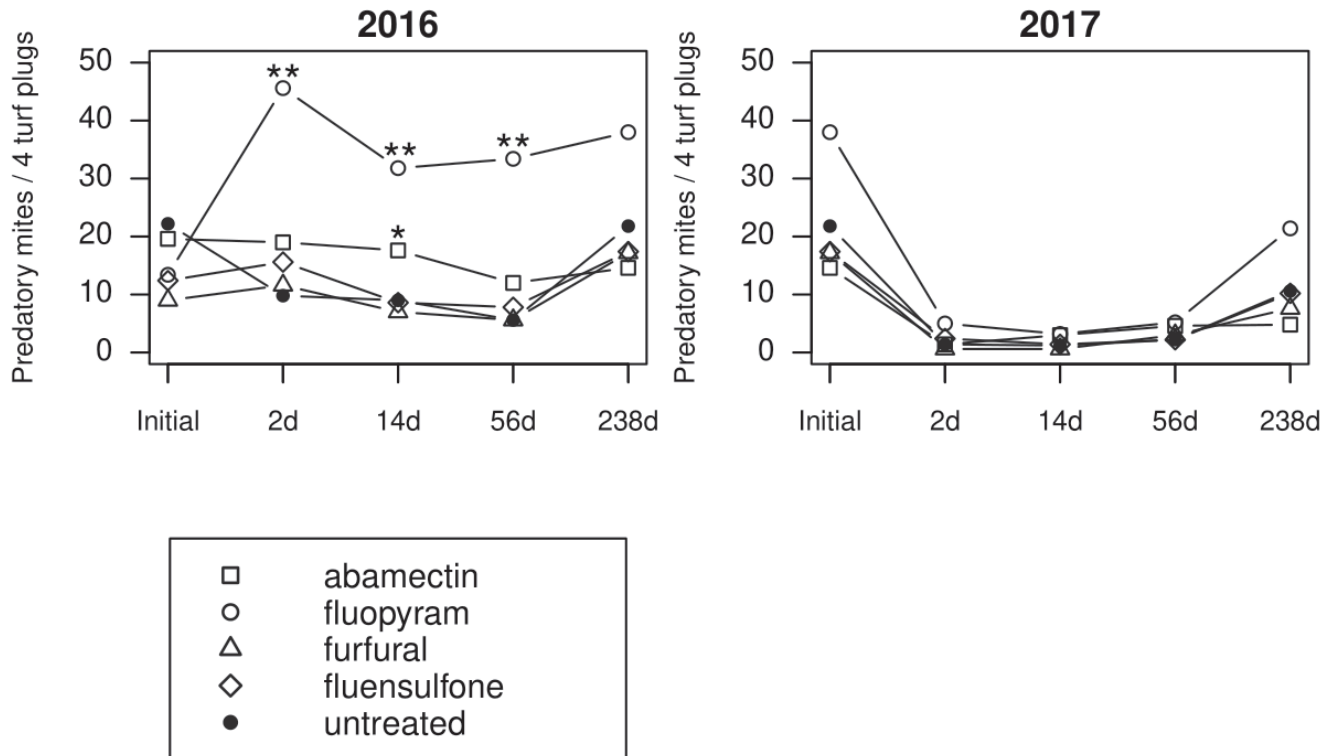 2016
Predatory mites / 4 turf plugs
50
40
30
20
10
0
** ** ** *
Initial 2d 14d 56d 238d
2017
Predatory mites / 4 turf plugs
50
40
30
20
10
0
Initial 2d 14d 56d 238d
abamectin
fluopyram
furfural
fluensulfone
untreated